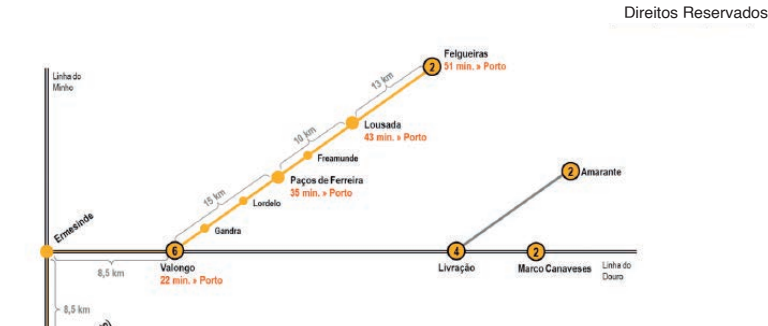 Direitos Reservados
Felgueiras
2
51 min. » Porto
Linha do
Minho
13 km
Lousada
43 min. » Porto
10 km
Freamunde
Paços de Ferreira
35 min. » Porto
2
Amarante
15 km
Lordelo
Gandra
Ermesinde
6
4
2
8,5 km
Valongo
22 min. » Porto
Livração
Marco Canaveses
Linha do
Douro
8,5 km